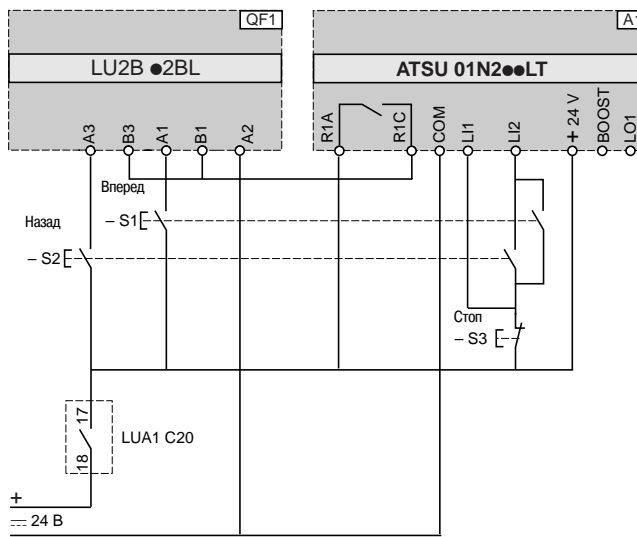 QF1
A1
LU2B ●2BL
ATSU 01N2●●LT
A3
B3
A1
B1
A2
R1A
R1C
COM
LI1
LI2
+ 24 V
BOOST
LO1
Вперед
– S1
Назад
– S2
Стоп
– S3
17
18
LUA1 C20
+
24 В